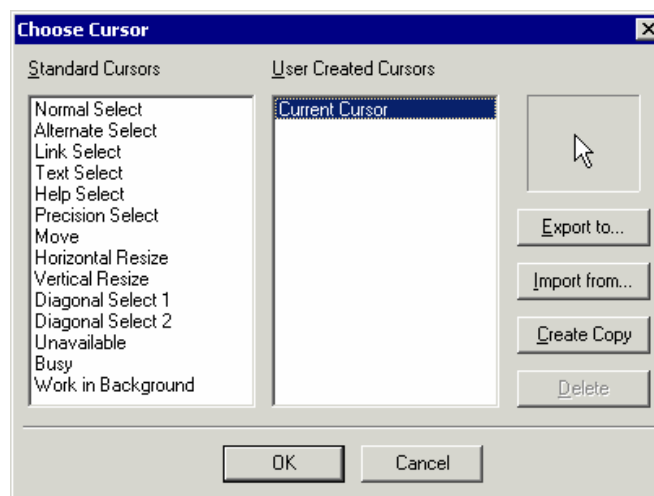 Choose Cursor
Standard Cursors
User Created Cursors
Normal Select
Alternate Select
Link Select
Text Select
Help Select
Precision Select
Move
Horizontal Resize
Vertical Resize
Diagonal Select 1
Diagonal Select 2
Unavailable
Busy
Work in Background
Current Cursor
Export to...
Import from...
Create Copy
Delete
OK
Cancel